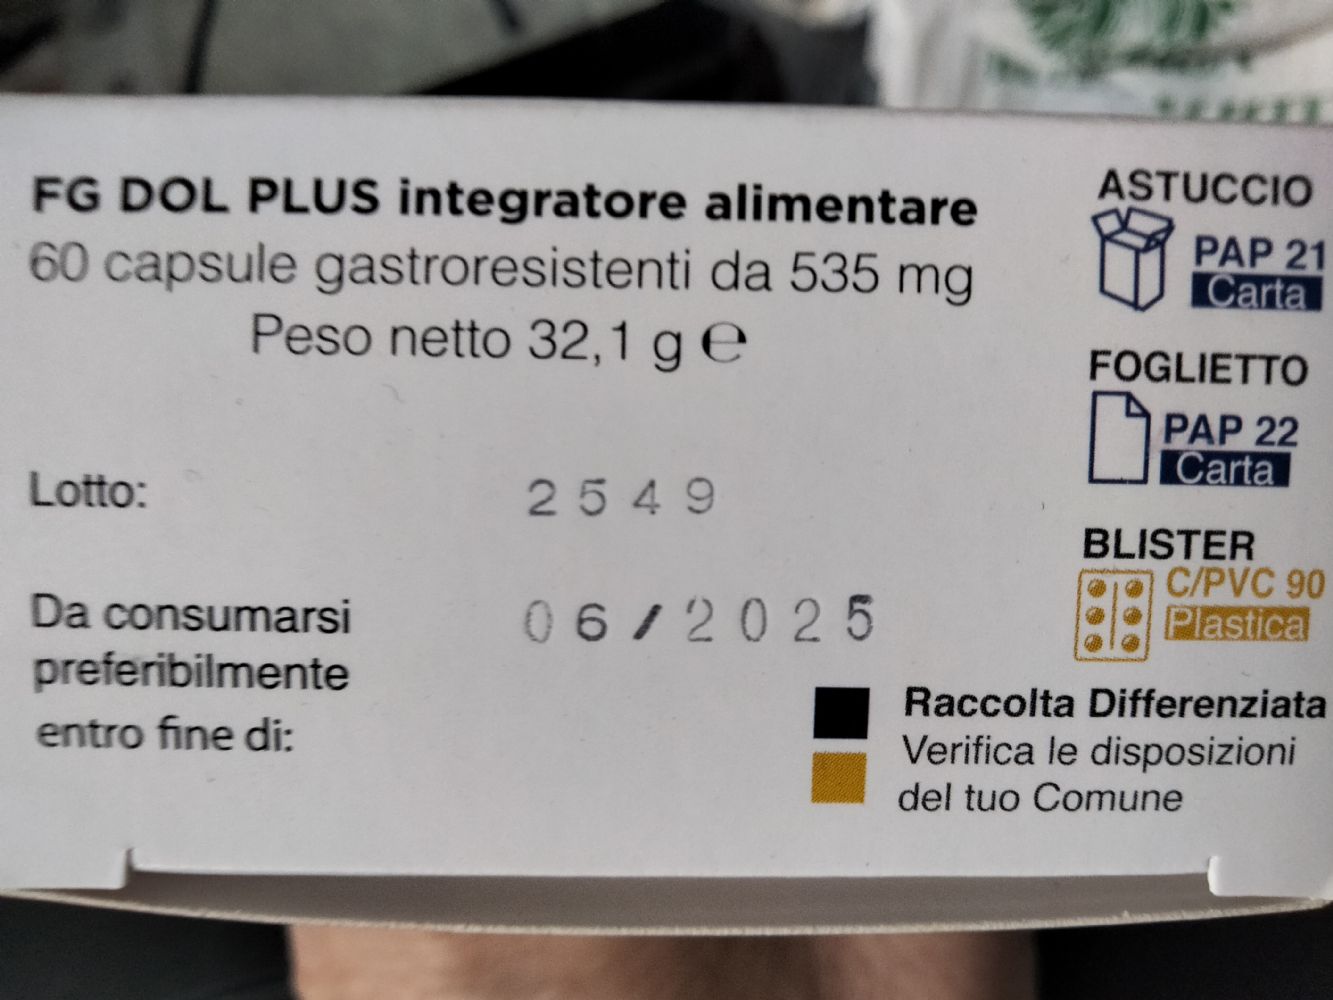 FG DOL PLUS integratore alimentare
60 capsule gastroresistenti da 535 mg
Peso netto 32,1 g ℮
Lotto: 2549
Da consumarsi 06/2025
preferibilmente
entro fine di:
ASTUCCIO
PAP 21
Carta
FOGLIETTO
PAP 22
Carta
BLISTER
C/PVC 90
Plastica
Raccolta Differenziata
Verifica le disposizioni
del tuo Comune